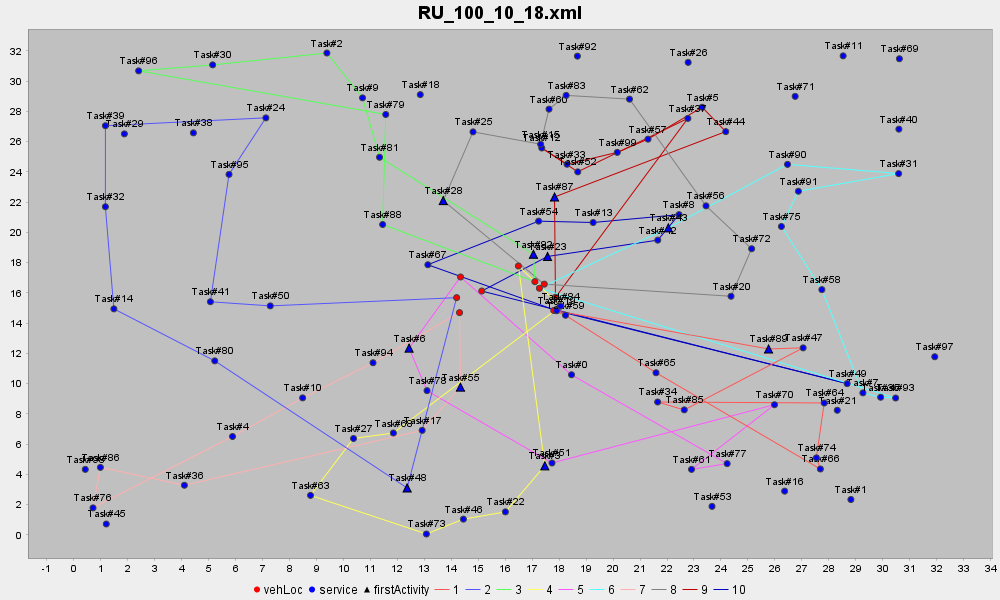 RU_100_10_18.xml
Task#92
Task#2
Task#26
Task#11
Task#69
Task#30
Task#96
Task#18
Task#9
Task#83
Task#62
Task#71
Task#5
Task#79
Task#60
Task#39
Task#24
Task#29
Task#38
Task#25
Task#57
Task#44
Task#40
Task#15
Task#99
Task#81
Task#33
Task#52
Task#90
Task#31
Task#95
Task#28
Task#87
Task#91
Task#32
Task#56
Task#8
Task#54
Task#13
Task#43
Task#88
Task#75
Task#42
Task#72
Task#23
Task#67
Task#58
Task#20
Task#41
Task#50
Task#14
Task#59
Task#6
Task#89
Task#47
Task#97
Task#80
Task#94
Task#0
Task#65
Task#49
Task#55
Task#78
Task#10
Task#34
Task#85
Task#70
Task#64
Task#21
Task#93
Task#4
Task#27
Task#68
Task#17
Task#51
Task#74
Task#66
Task#61
Task#77
Task#86
Task#36
Task#48
Task#63
Task#76
Task#45
Task#73
Task#46
Task#22
Task#53
Task#16
Task#1
32
30
28
26
24
22
20
18
16
14
12
10
8
6
4
2
0
-1 0 1 2 3 4 5 6 7 8 9 10 11 12 13 14 15 16 17 18 19 20 21 22 23 24 25 26 27 28 29 30 31 32 33 34
vehLoc service firstActivity 1 2 3 4 5 6 7 8 9 10